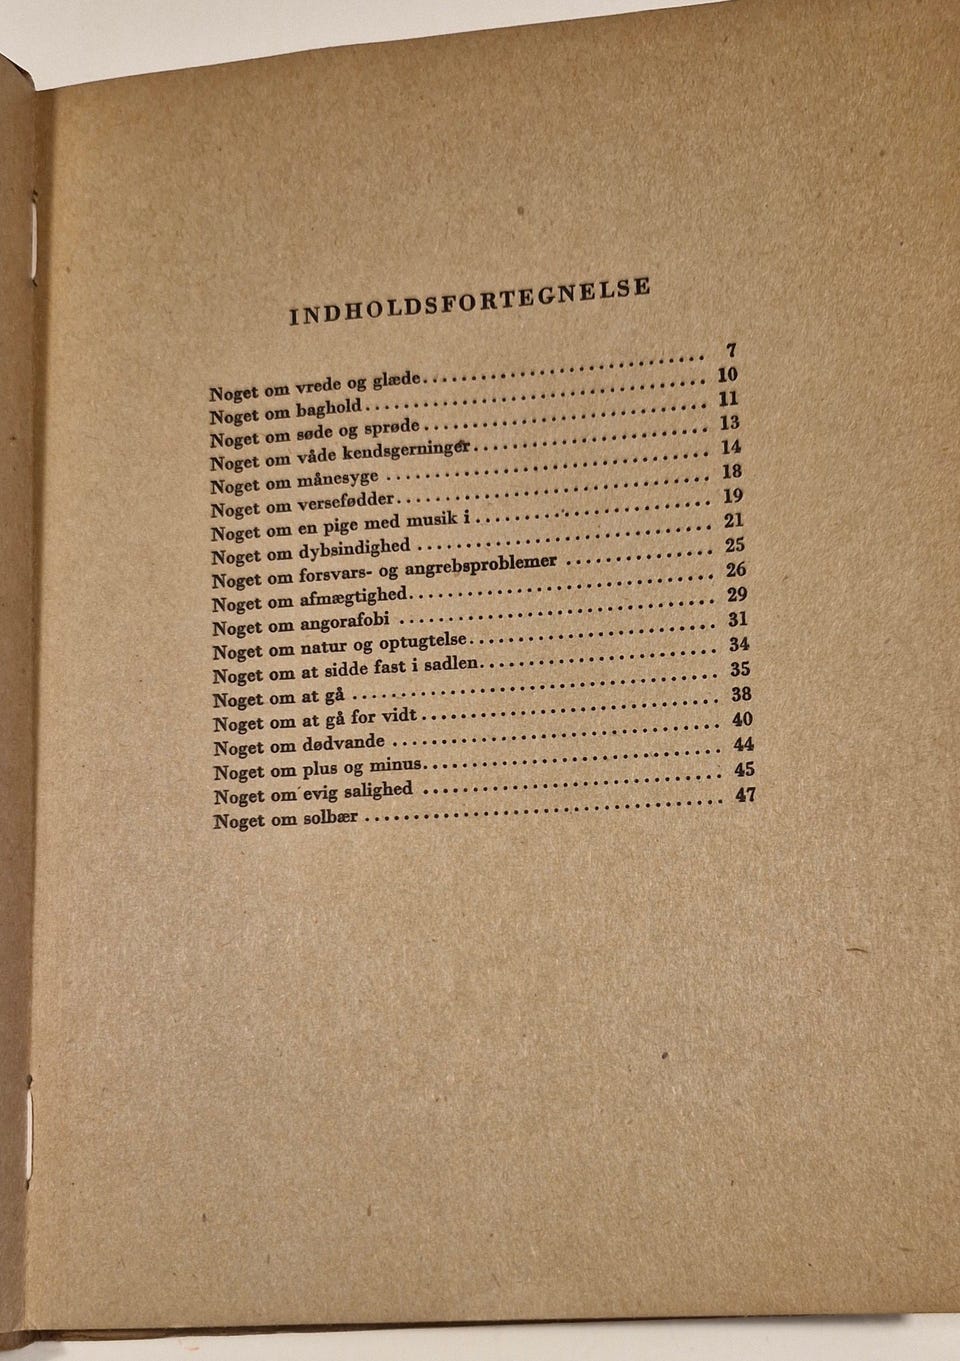 INDHOLDSFORTEGNELSE
Noget om vrede og glæde............................ 7
Noget om baghold................................ 10
Noget om søde og sprøde........................... 11
Noget om våde kendsgerninger....................... 13
Noget om månesyge .............................. 14
Noget om versefødder.............................. 18
Noget om en pige med musik i....................... 19
Noget om dybsindighed ............................ 21
Noget om forsvars- og angrebsproblemer ............... 25
Noget om afmægtighed............................. 26
Noget om angorafobi ............................. 29
Noget om natur og optugtelse........................ 31
Noget om at sidde fast i sadlen....................... 34
Noget om at gå ................................. 35
Noget om at gå for vidt............................ 38
Noget om dødvande .............................. 40
Noget om plus og minus............................ 44
Noget om evig salighed ............................ 45
Noget om solbær ................................ 47